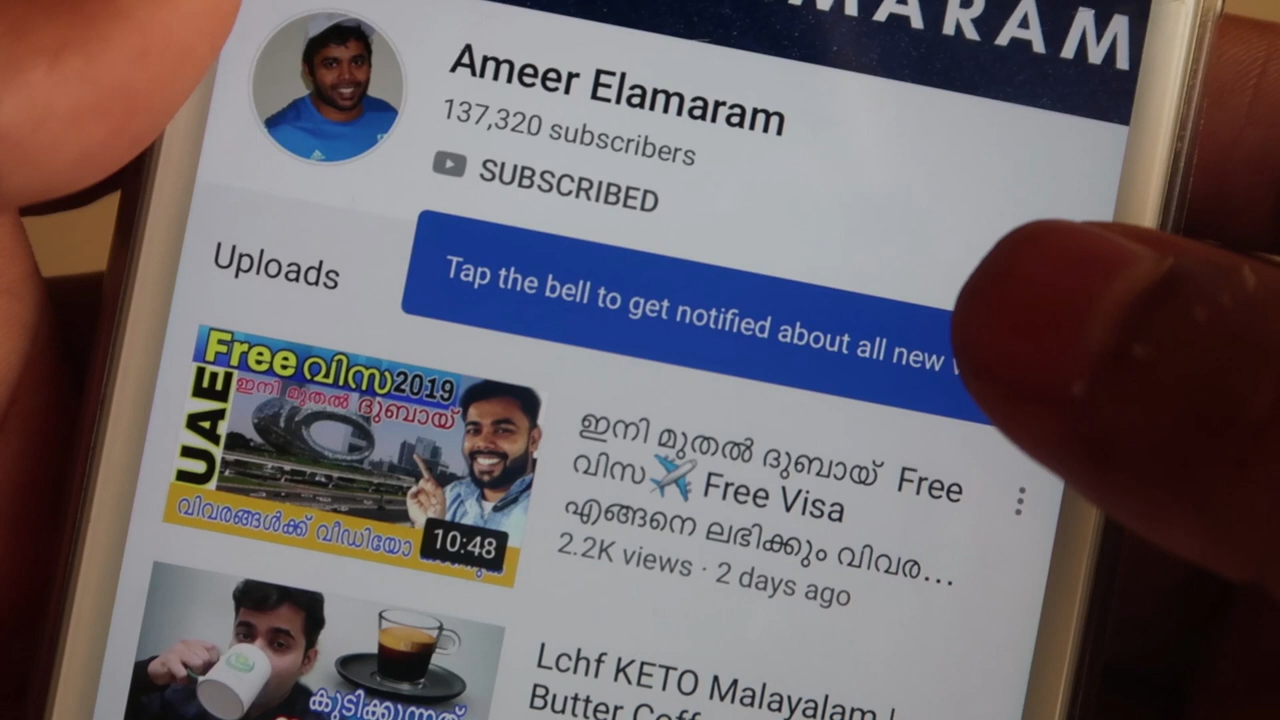 MARAM
Ameer Elamaram
137,320 subscribers
SUBSCRIBED
Uploads
Tap the bell to get notified about all new
Free വിസ 2019
ഇനി മുതൽ ദുബായ്
UAE
വിവരങ്ങൾക്ക് വീഡിയോ
10:48
ഇനി മുതൽ ദുബായ് Free
വിസ✈️ Free Visa
എങ്ങനെ ലഭിക്കും വിവര...
2.2K views · 2 days ago
കുടിക്കുന്നത്
Lchf KETO Malayalam |
Butter